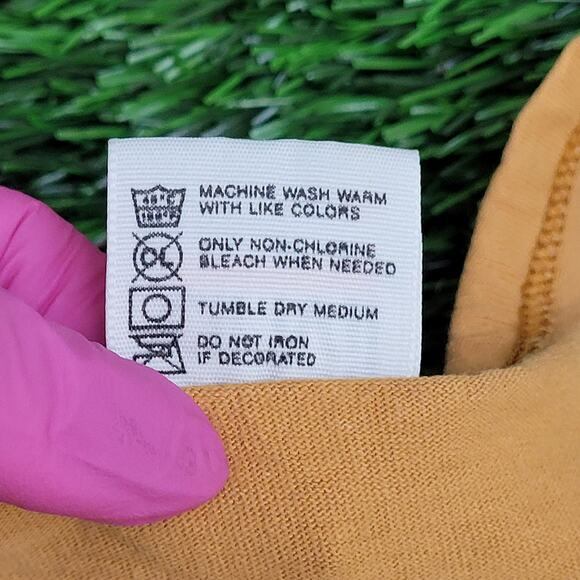 MACHINE WASH WARM
WITH LIKE COLORS
ONLY NON-CHLORINE
BLEACH WHEN NEEDED
CL
TUMBLE DRY MEDIUM
DO NOT IRON
IF DECORATED